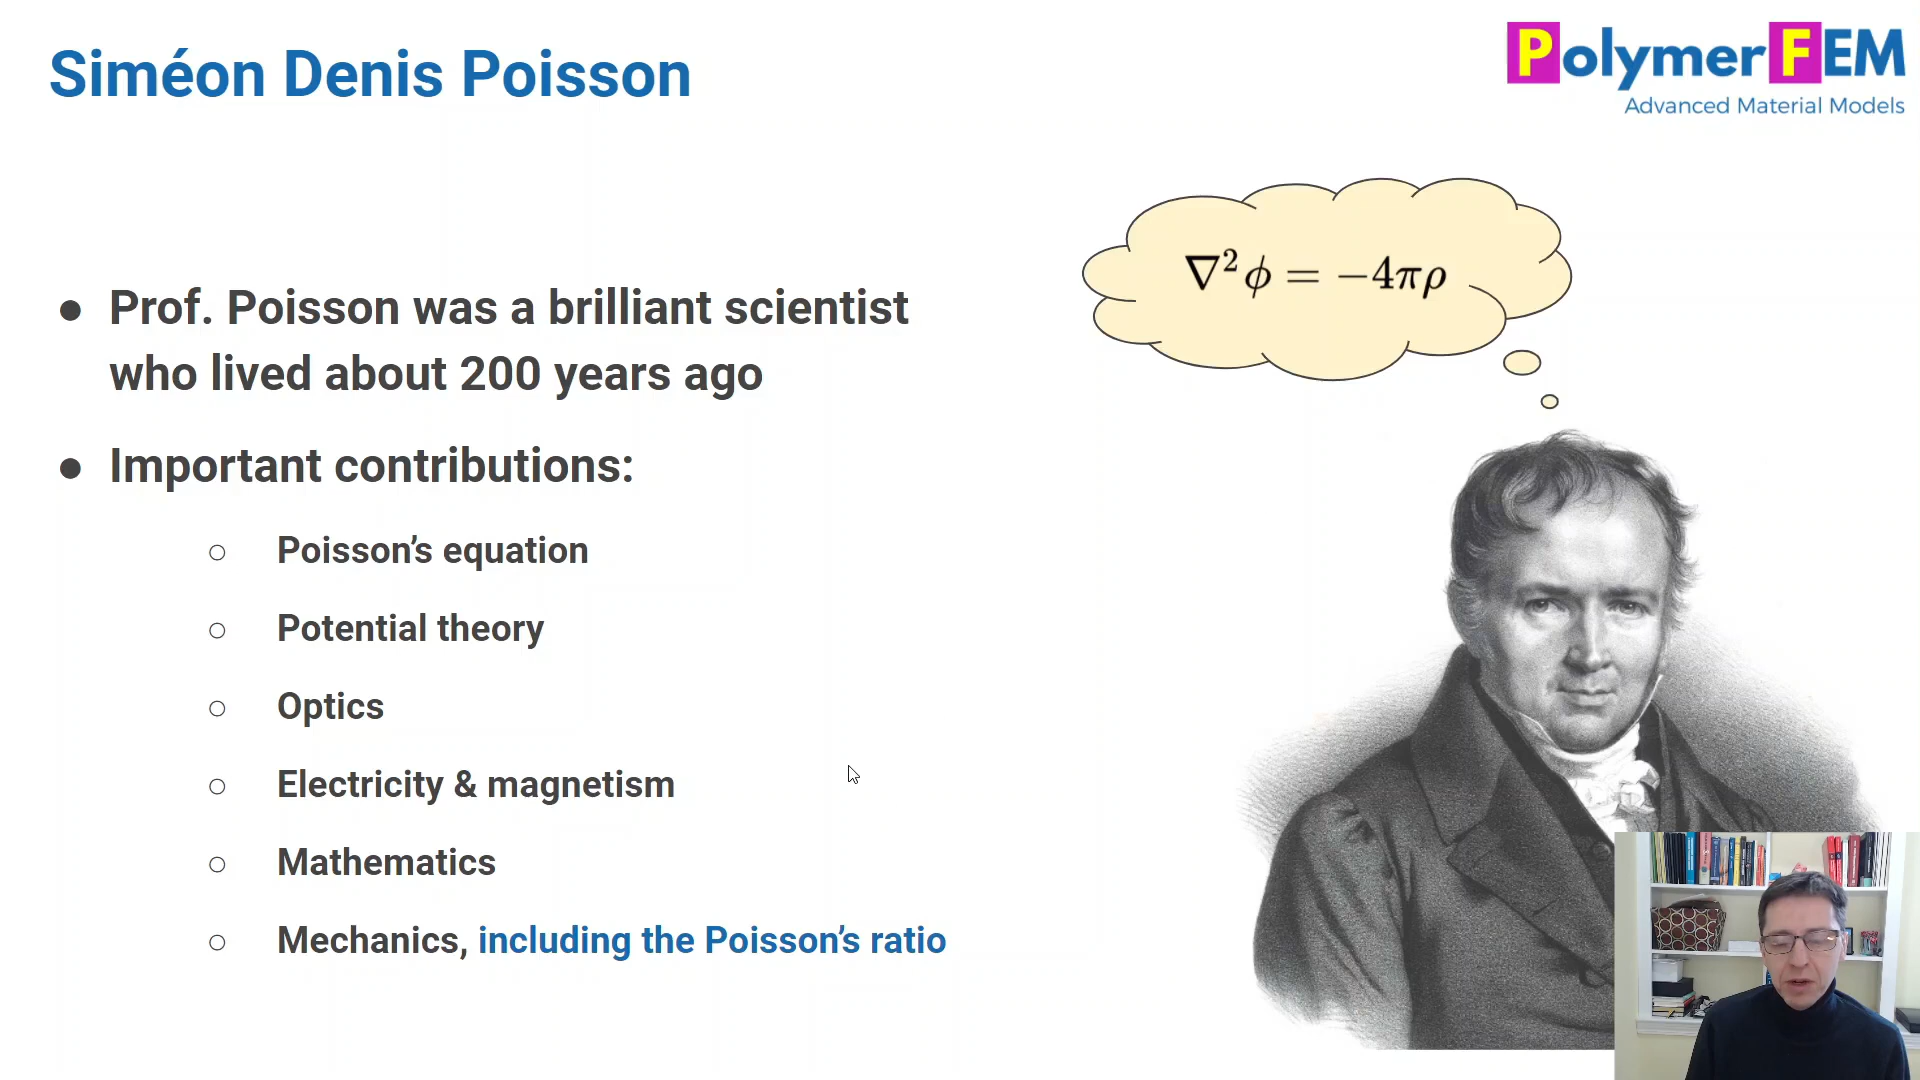 Siméon Denis Poisson
PolymerFEM
Advanced Material Models
∇²ϕ = −4πρ
● Prof. Poisson was a brilliant scientist
who lived about 200 years ago
● Important contributions:
○ Poisson’s equation
○ Potential theory
○ Optics
○ Electricity & magnetism
○ Mathematics
○ Mechanics, including the Poisson’s ratio